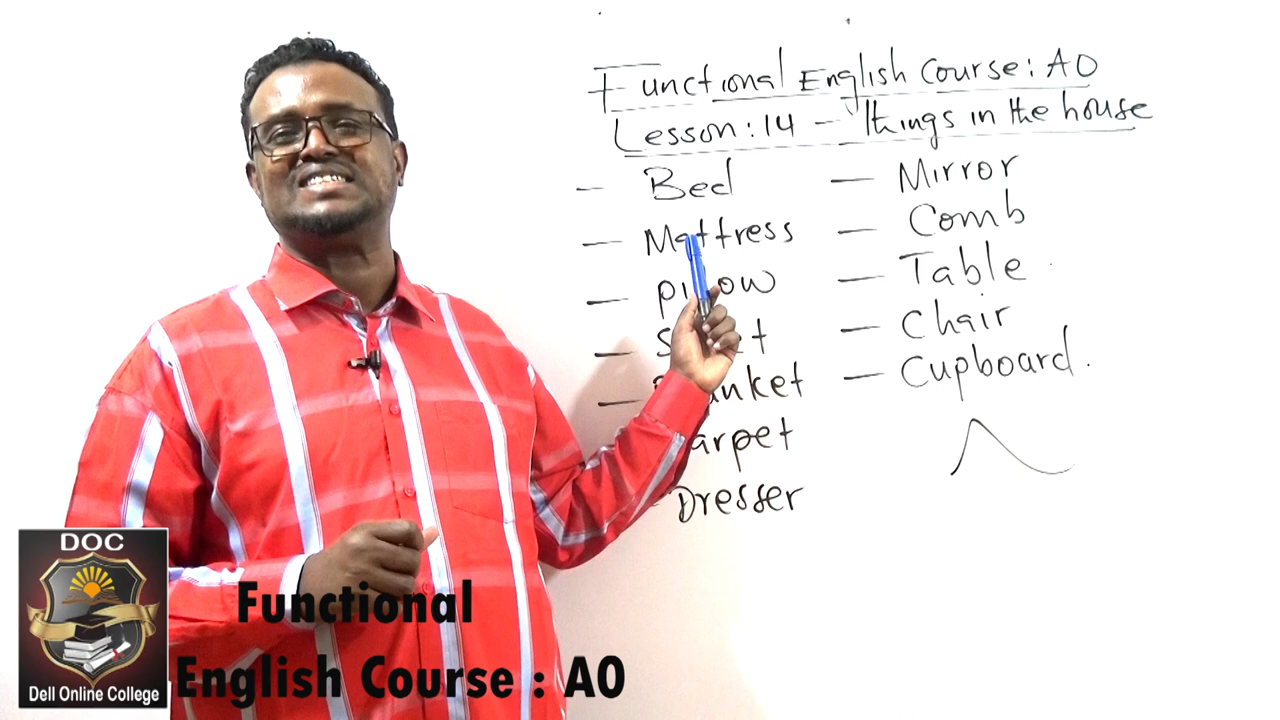 Functional English Course: A0
Lesson: 14 - Things in the house
— Bed
— Mattress
— Pillow
— Blanket
Carpet
- Dresser
— Mirror
— Comb
— Table
— Chair
— Cupboard.
DOC
Dell Online College
Functional
English Course : A0